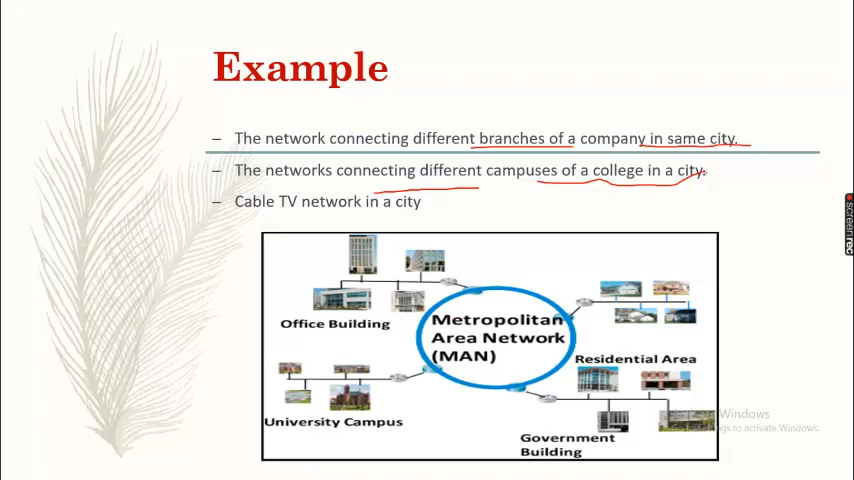 Example
– The network connecting different branches of a company in same city.
– The networks connecting different campuses of a college in a city.
– Cable TV network in a city
Office Building
Metropolitan
Area Network
(MAN)
Residential Area
University Campus
Government
Building
Windows
ngs to activate Windows.
screenrec